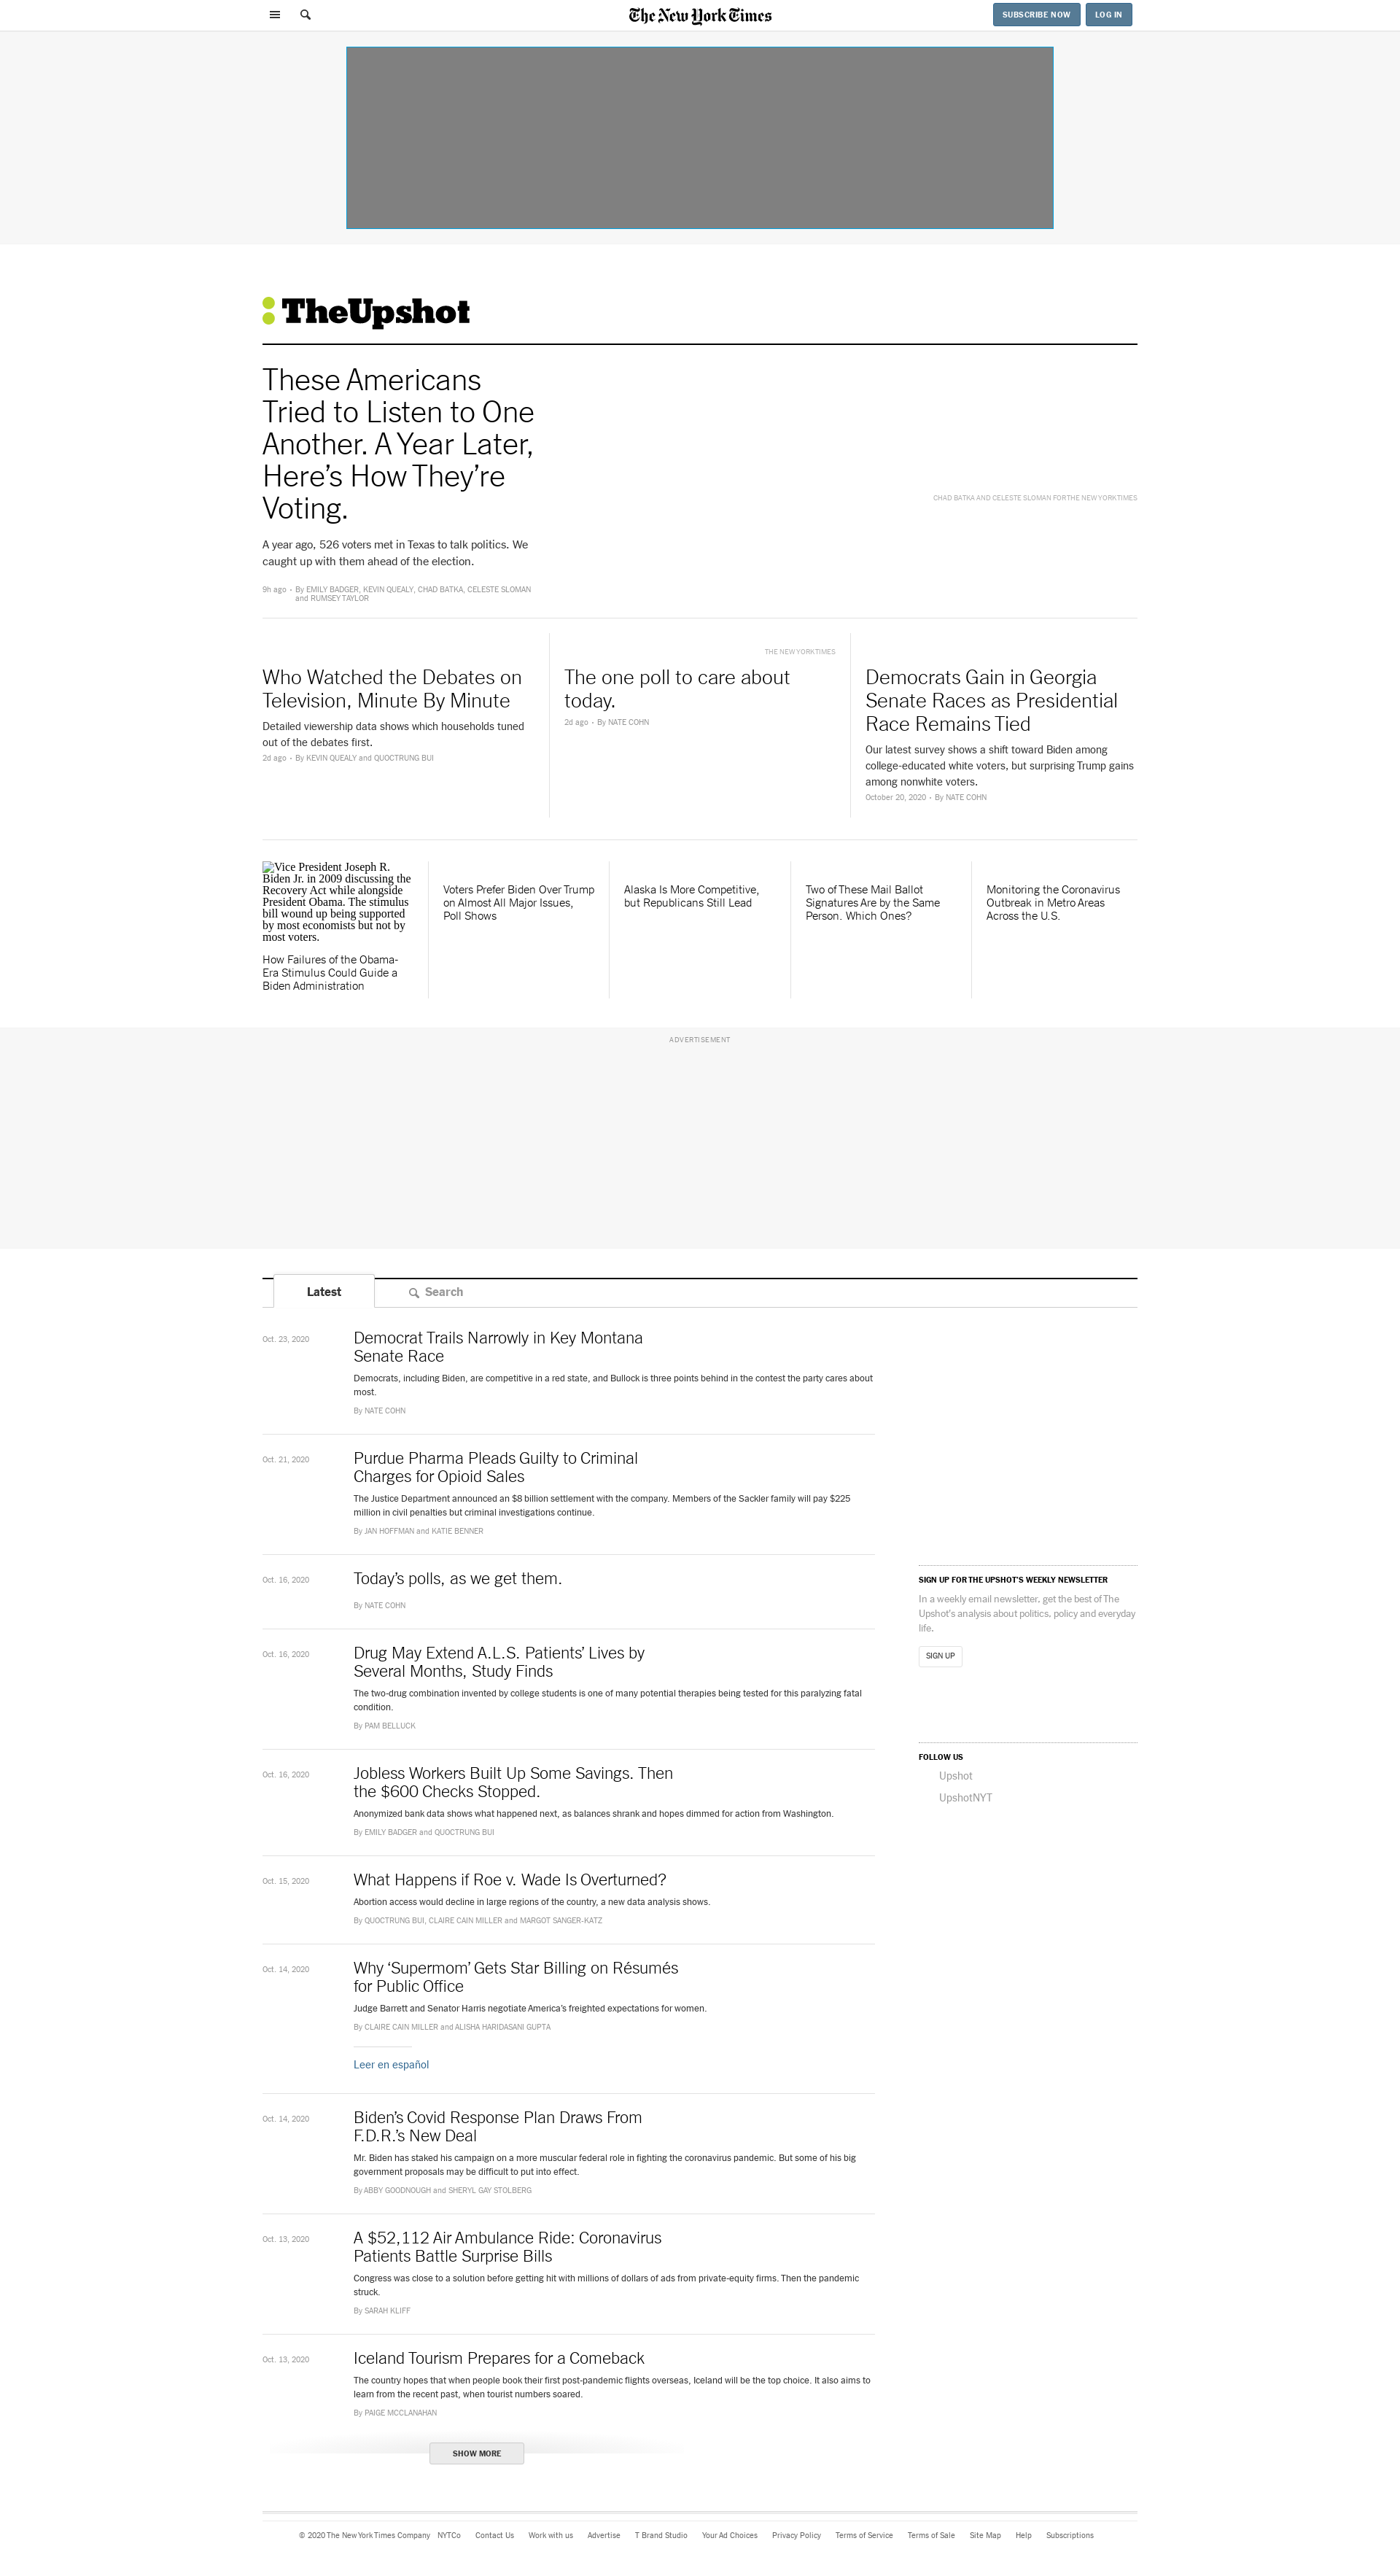 The New York Times
SUBSCRIBE NOW
LOG IN
TheUpshot
These Americans
Tried to Listen to One
Another. A Year Later,
Here’s How They’re
Voting.
A year ago, 526 voters met in Texas to talk politics. We
caught up with them ahead of the election.
9h ago • By EMILY BADGER, KEVIN QUEALY, CHAD BATKA, CELESTE SLOMAN
and RUMSEY TAYLOR
CHAD BATKA AND CELESTE SLOMAN FOR THE NEW YORK TIMES
Who Watched the Debates on
Television, Minute By Minute
Detailed viewership data shows which households tuned
out of the debates first.
2d ago • By KEVIN QUEALY and QUOCTRUNG BUI
THE NEW YORK TIMES
The one poll to care about
today.
2d ago • By NATE COHN
Democrats Gain in Georgia
Senate Races as Presidential
Race Remains Tied
Our latest survey shows a shift toward Biden among
college-educated white voters, but surprising Trump gains
among nonwhite voters.
October 20, 2020 • By NATE COHN
Vice President Joseph R.
Biden Jr. in 2009 discussing the
Recovery Act while alongside
President Obama. The stimulus
bill wound up being supported
by most economists but not by
most voters.
How Failures of the Obama-
Era Stimulus Could Guide a
Biden Administration
Voters Prefer Biden Over Trump
on Almost All Major Issues,
Poll Shows
Alaska Is More Competitive,
but Republicans Still Lead
Two of These Mail Ballot
Signatures Are by the Same
Person. Which Ones?
Monitoring the Coronavirus
Outbreak in Metro Areas
Across the U.S.
ADVERTISEMENT
Latest
Search
Oct. 23, 2020
Democrat Trails Narrowly in Key Montana
Senate Race
Democrats, including Biden, are competitive in a red state, and Bullock is three points behind in the contest the party cares about
most.
By NATE COHN
Oct. 21, 2020
Purdue Pharma Pleads Guilty to Criminal
Charges for Opioid Sales
The Justice Department announced an $8 billion settlement with the company. Members of the Sackler family will pay $225
million in civil penalties but criminal investigations continue.
By JAN HOFFMAN and KATIE BENNER
Oct. 16, 2020
Today’s polls, as we get them.
By NATE COHN
Oct. 16, 2020
Drug May Extend A.L.S. Patients’ Lives by
Several Months, Study Finds
The two-drug combination invented by college students is one of many potential therapies being tested for this paralyzing fatal
condition.
By PAM BELLUCK
Oct. 16, 2020
Jobless Workers Built Up Some Savings. Then
the $600 Checks Stopped.
Anonymized bank data shows what happened next, as balances shrank and hopes dimmed for action from Washington.
By EMILY BADGER and QUOCTRUNG BUI
Oct. 15, 2020
What Happens if Roe v. Wade Is Overturned?
Abortion access would decline in large regions of the country, a new data analysis shows.
By QUOCTRUNG BUI, CLAIRE CAIN MILLER and MARGOT SANGER-KATZ
Oct. 14, 2020
Why ‘Supermom’ Gets Star Billing on Résumés
for Public Office
Judge Barrett and Senator Harris negotiate America’s freighted expectations for women.
By CLAIRE CAIN MILLER and ALISHA HARIDASANI GUPTA
Leer en español
Oct. 14, 2020
Biden’s Covid Response Plan Draws From
F.D.R.’s New Deal
Mr. Biden has staked his campaign on a more muscular federal role in fighting the coronavirus pandemic. But some of his big
government proposals may be difficult to put into effect.
By ABBY GOODNOUGH and SHERYL GAY STOLBERG
Oct. 13, 2020
A $52,112 Air Ambulance Ride: Coronavirus
Patients Battle Surprise Bills
Congress was close to a solution before getting hit with millions of dollars of ads from private-equity firms. Then the pandemic
struck.
By SARAH KLIFF
Oct. 13, 2020
Iceland Tourism Prepares for a Comeback
The country hopes that when people book their first post-pandemic flights overseas, Iceland will be the top choice. It also aims to
learn from the recent past, when tourist numbers soared.
By PAIGE MCCLANAHAN
SHOW MORE
SIGN UP FOR THE UPSHOT’S WEEKLY NEWSLETTER
In a weekly email newsletter, get the best of The
Upshot’s analysis about politics, policy and everyday
life.
SIGN UP
FOLLOW US
Upshot
UpshotNYT
© 2020 The New York Times Company NYTCo Contact Us Work with us Advertise T Brand Studio Your Ad Choices Privacy Policy Terms of Service Terms of Sale Site Map Help Subscriptions